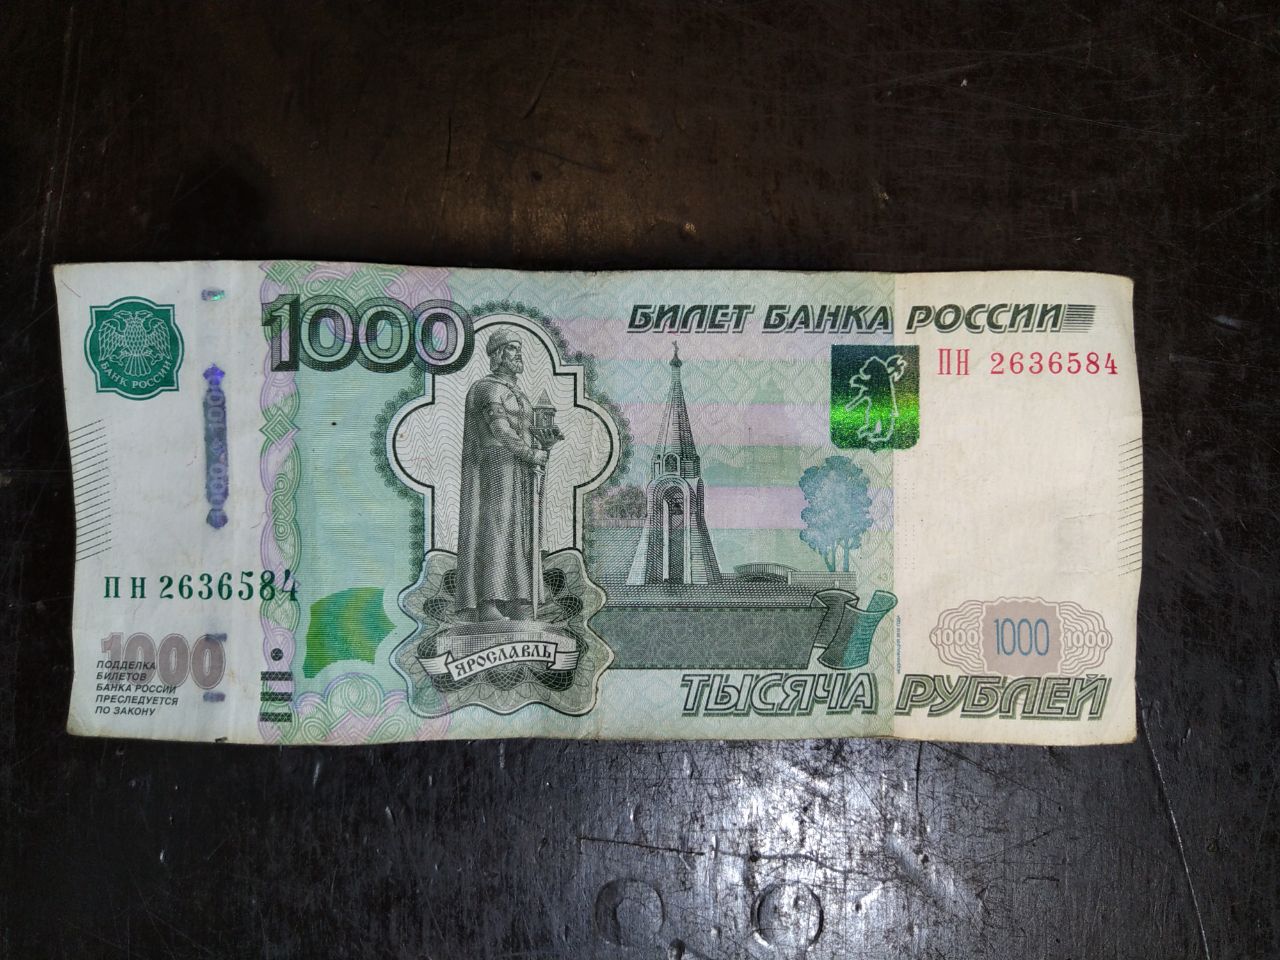 БИЛЕТ БАНКА РОССИИ
1000
ПН 2636584
БАНК РОССИИ
ПН 2636584
1000
ПОДДЕЛКА
БИЛЕТОВ
БАНКА РОССИИ
ПРЕСЛЕДУЕТСЯ
ПО ЗАКОНУ
ЯРОСЛАВЛЬ
1000 1000 1000
ТЫСЯЧА РУБЛЕЙ